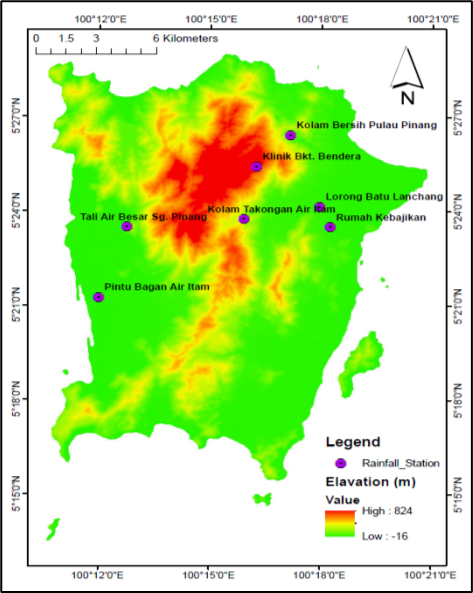 100°12'0"E 100°15'0"E 100°18'0"E 100°21'0"E
0 1.5 3 6 Kilometers
N
5°27'0"N 5°27'0"N
Kolam Bersih Pulau Pinang
Klinik Bkt. Bendera
5°24'0"N 5°24'0"N
Lorong Batu Lanchang
Kolam Takongan Air Itam
Tali Air Besar Sg. Pinang
Rumah Kebajikan
5°21'0"N 5°21'0"N
Pintu Bagan Air Itam
5°18'0"N 5°18'0"N
Legend
Rainfall_Station
Elavation (m)
Value
High : 824
Low : -16
5°15'0"N 5°15'0"N
100°12'0"E 100°15'0"E 100°18'0"E 100°21'0"E